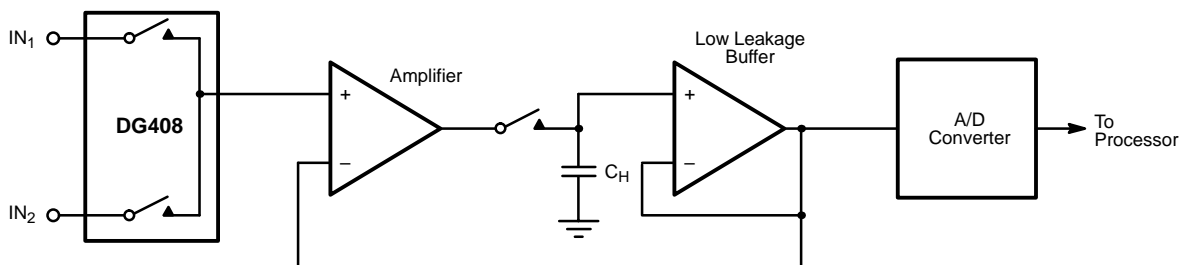 IN1
DG408
IN2
Amplifier
+
−
CH
Low Leakage
Buffer
+
−
A/D
Converter
To
Processor